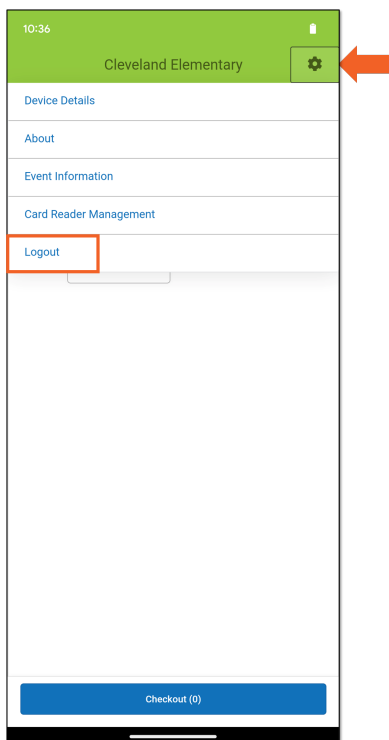 10:36
Cleveland Elementary
Device Details
About
Event Information
Card Reader Management
Logout
Checkout (0)